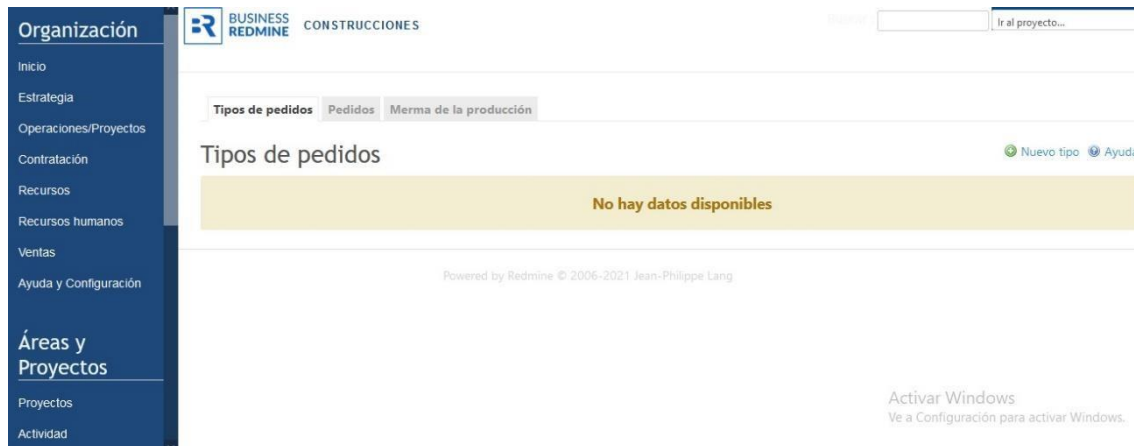 Organización
Inicio
Estrategia
Operaciones/Proyectos
Contratación
Recursos
Recursos humanos
Ventas
Ayuda y Configuración
Áreas y
Proyectos
Proyectos
Actividad
BUSINESS
REDMINE
CONSTRUCCIONES
Ir al proyecto...
Tipos de pedidos Pedidos Merma de la producción
Tipos de pedidos
Nuevo tipo Ayuda
No hay datos disponibles
Powered by Redmine © 2006-2021 Jean-Philippe Lang
Activar Windows
Ve a Configuración para activar Windows.